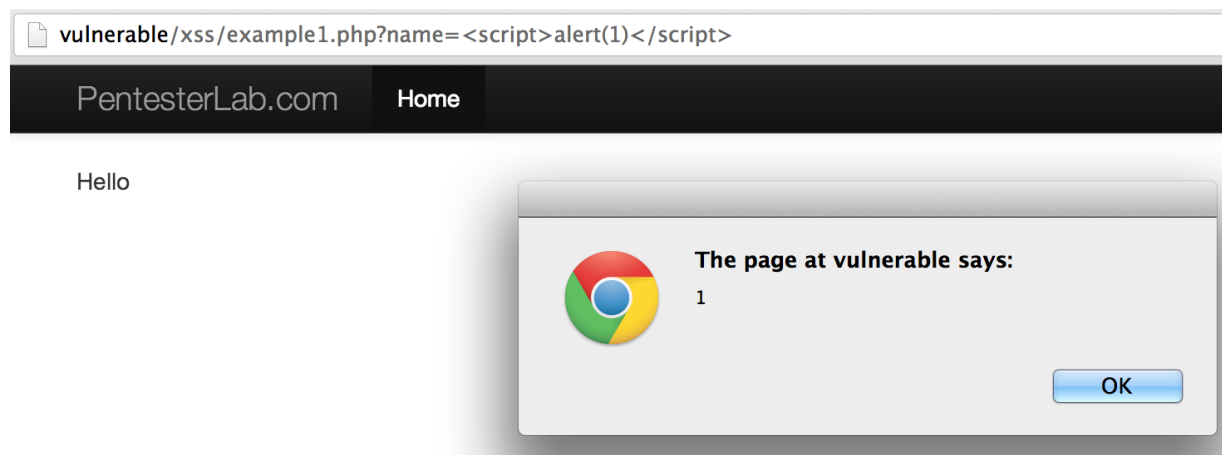 vulnerable/xss/example1.php?name=<script>alert(1)</script>
PentesterLab.com Home
Hello
The page at vulnerable says:
1
OK